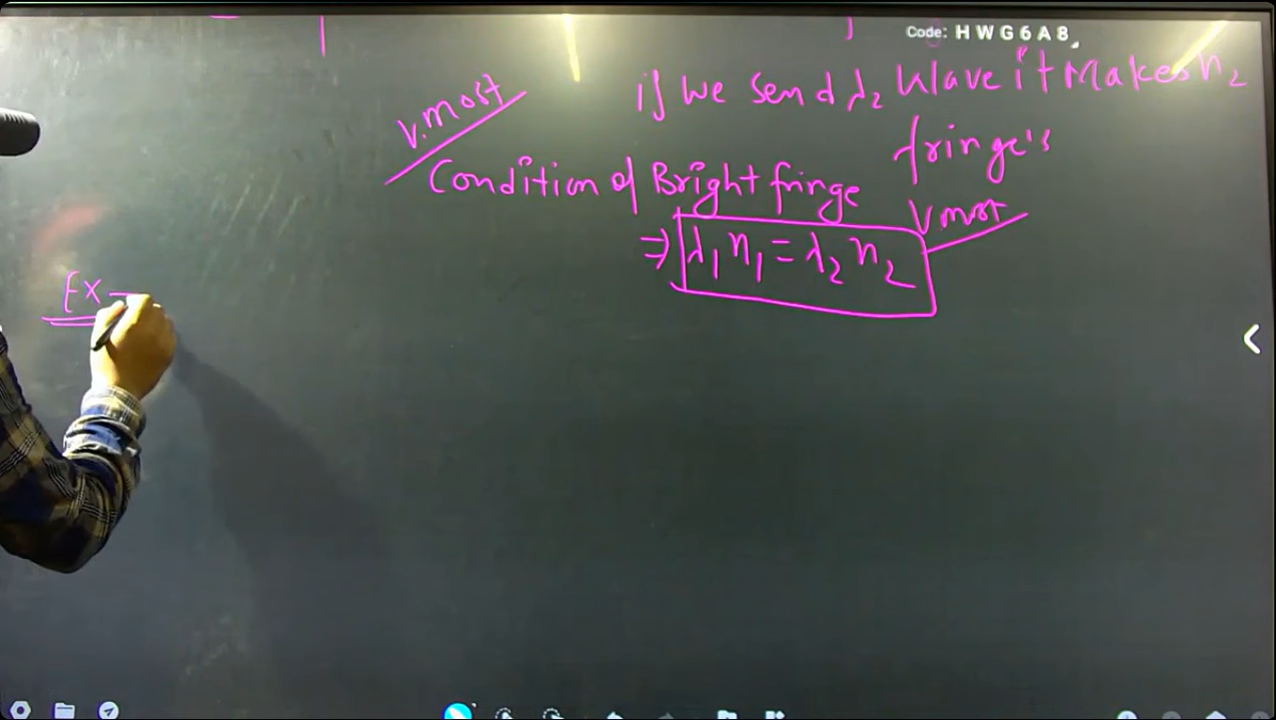 Code: HWG6A8
if we send λ₂ wave it makes n₂
fringe's
v.most
Condition of Bright fringe
v.most
⇒ λ₁n₁ = λ₂n₂
Ex –